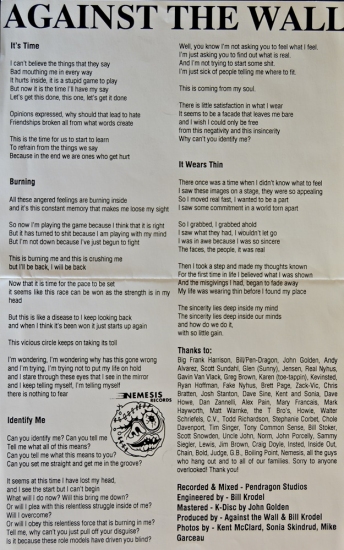 AGAINST THE WALL
It's Time
I can't believe the things that they say
Bad mouthing me in every way
It hurts inside, it is a stupid game to play
But now it is the time I'll have my say
Let's get this done, this one, let's get it done
Opinions expressed, why should that lead to hate
Friendships broken all from what words create
This is the time for us to start to learn
To refrain from the things we say
Because in the end we are ones who get hurt
Burning
All these angered feelings are burning inside
and it's this constant memory that makes me loose my sight
So now I'm playing the game because I think that it is right
But it has turned to shit because I am playing with my mind
But I'm not down because I've just begun to fight
This is burning me and this is crushing me
but I'll be back, I will be back
Now that it is time for the pace to be set
it seems like this race can be won as the strength is in my
head
But this is like a disease to I keep looking back
and when I think it's been won it just starts up again
This vicious circle keeps on taking its toll
I'm wondering, I'm wondering why has this gone wrong
and I'm trying, I'm trying not to put my life on hold
and I stare through these eyes that I see in the mirror
and I keep telling myself, I'm telling myself
there is nothing to fear
NEMESIS
RECORDS
Identify Me
Can you identify me? Can you tell me
Tell me what all of this means?
Can you tell me what this means to you?
Can you set me straight and get me in the groove?
It seems at this time I have lost my head,
and I see the start but I can't begin
What will I do now? Will this bring me down?
Or will I plea with this relentless struggle inside of me?
Will I overcome?
Or will I obey this relentless force that is burning in me?
Tell me, why can't you just pull off your disguise?
Is it because these role models have driven you blind?
Well, you know I'm not asking you to feel what I feel.
I'm just asking you to find out what is real.
And I'm not trying to start some shit.
I'm just sick of people telling me where to fit.
This is coming from my soul.
There is little satisfaction in what I wear
It seems to be a facade that leaves me bare
and I wish I could only be free
from this negativity and this insincerity
Why can't you identify me?
It Wears Thin
There once was a time when I didn't know what to feel
I saw these images on a stage, they were so appealing
So I moved real fast, I wanted to be a part
I saw some commitment in a world torn apart
So I grabbed, I grabbed ahold
I saw what they had, I wouldn't let go
I was in awe because I was so sincere
The faces, the people, it was real
Then I took a step and made my thoughts known
For the first time in life I believed what I was shown
And the misgivings I had, began to fade away
My life was wearing thin before I found my place
The sincerity lies deep inside my mind
The sincerity lies deep inside our minds
and how do we do it,
with so little gain.
Thanks to:
Big Frank Harrison, Bill/Pen-Dragon, John Golden, Andy
Alvarez, Scott Sundahl, Glen (Sunny), Jensen, Real Nyhus,
Gavin Van Vlack, Greg Brown, Karen (tee-tappin), Kevinsted,
Ryan Hoffman, Fake Nyhus, Brett Page, Zack-Vic, Chris
Bratten, Josh Stanton, Dave Sine, Kent and Sonia, Dave
Howe, Dan Zannelli, Alex Pain, Mary Francais, Mark
Hayworth, Matt Warnke, the T Bro's, Howie, Walter
Schriefels, C.V., Todd Richardson, Stephanie Corbet, Chole
Davenport, Tim Singer, Tony Common Sense, Bill Stoker,
Scott Snowden, Uncle John, Norm, John Porcelly, Sammy
Siegler, Lewis, Jim Brown, Craig Doyle, Insted, Inside Out,
Chain, Bold, Judge, G.B., Boiling Point, Nemesis, all the guys
who hang out and to all of our families. Sorry to anyone
overlooked! Thank you!
Recorded & Mixed - Pendragon Studios
Engineered by - Bill Krodel
Mastered - K-Disc by John Golden
Produced by - Against the Wall & Bill Krodel
Photos by - Kent McClard, Sonia Skindrud, Mike
Garceau